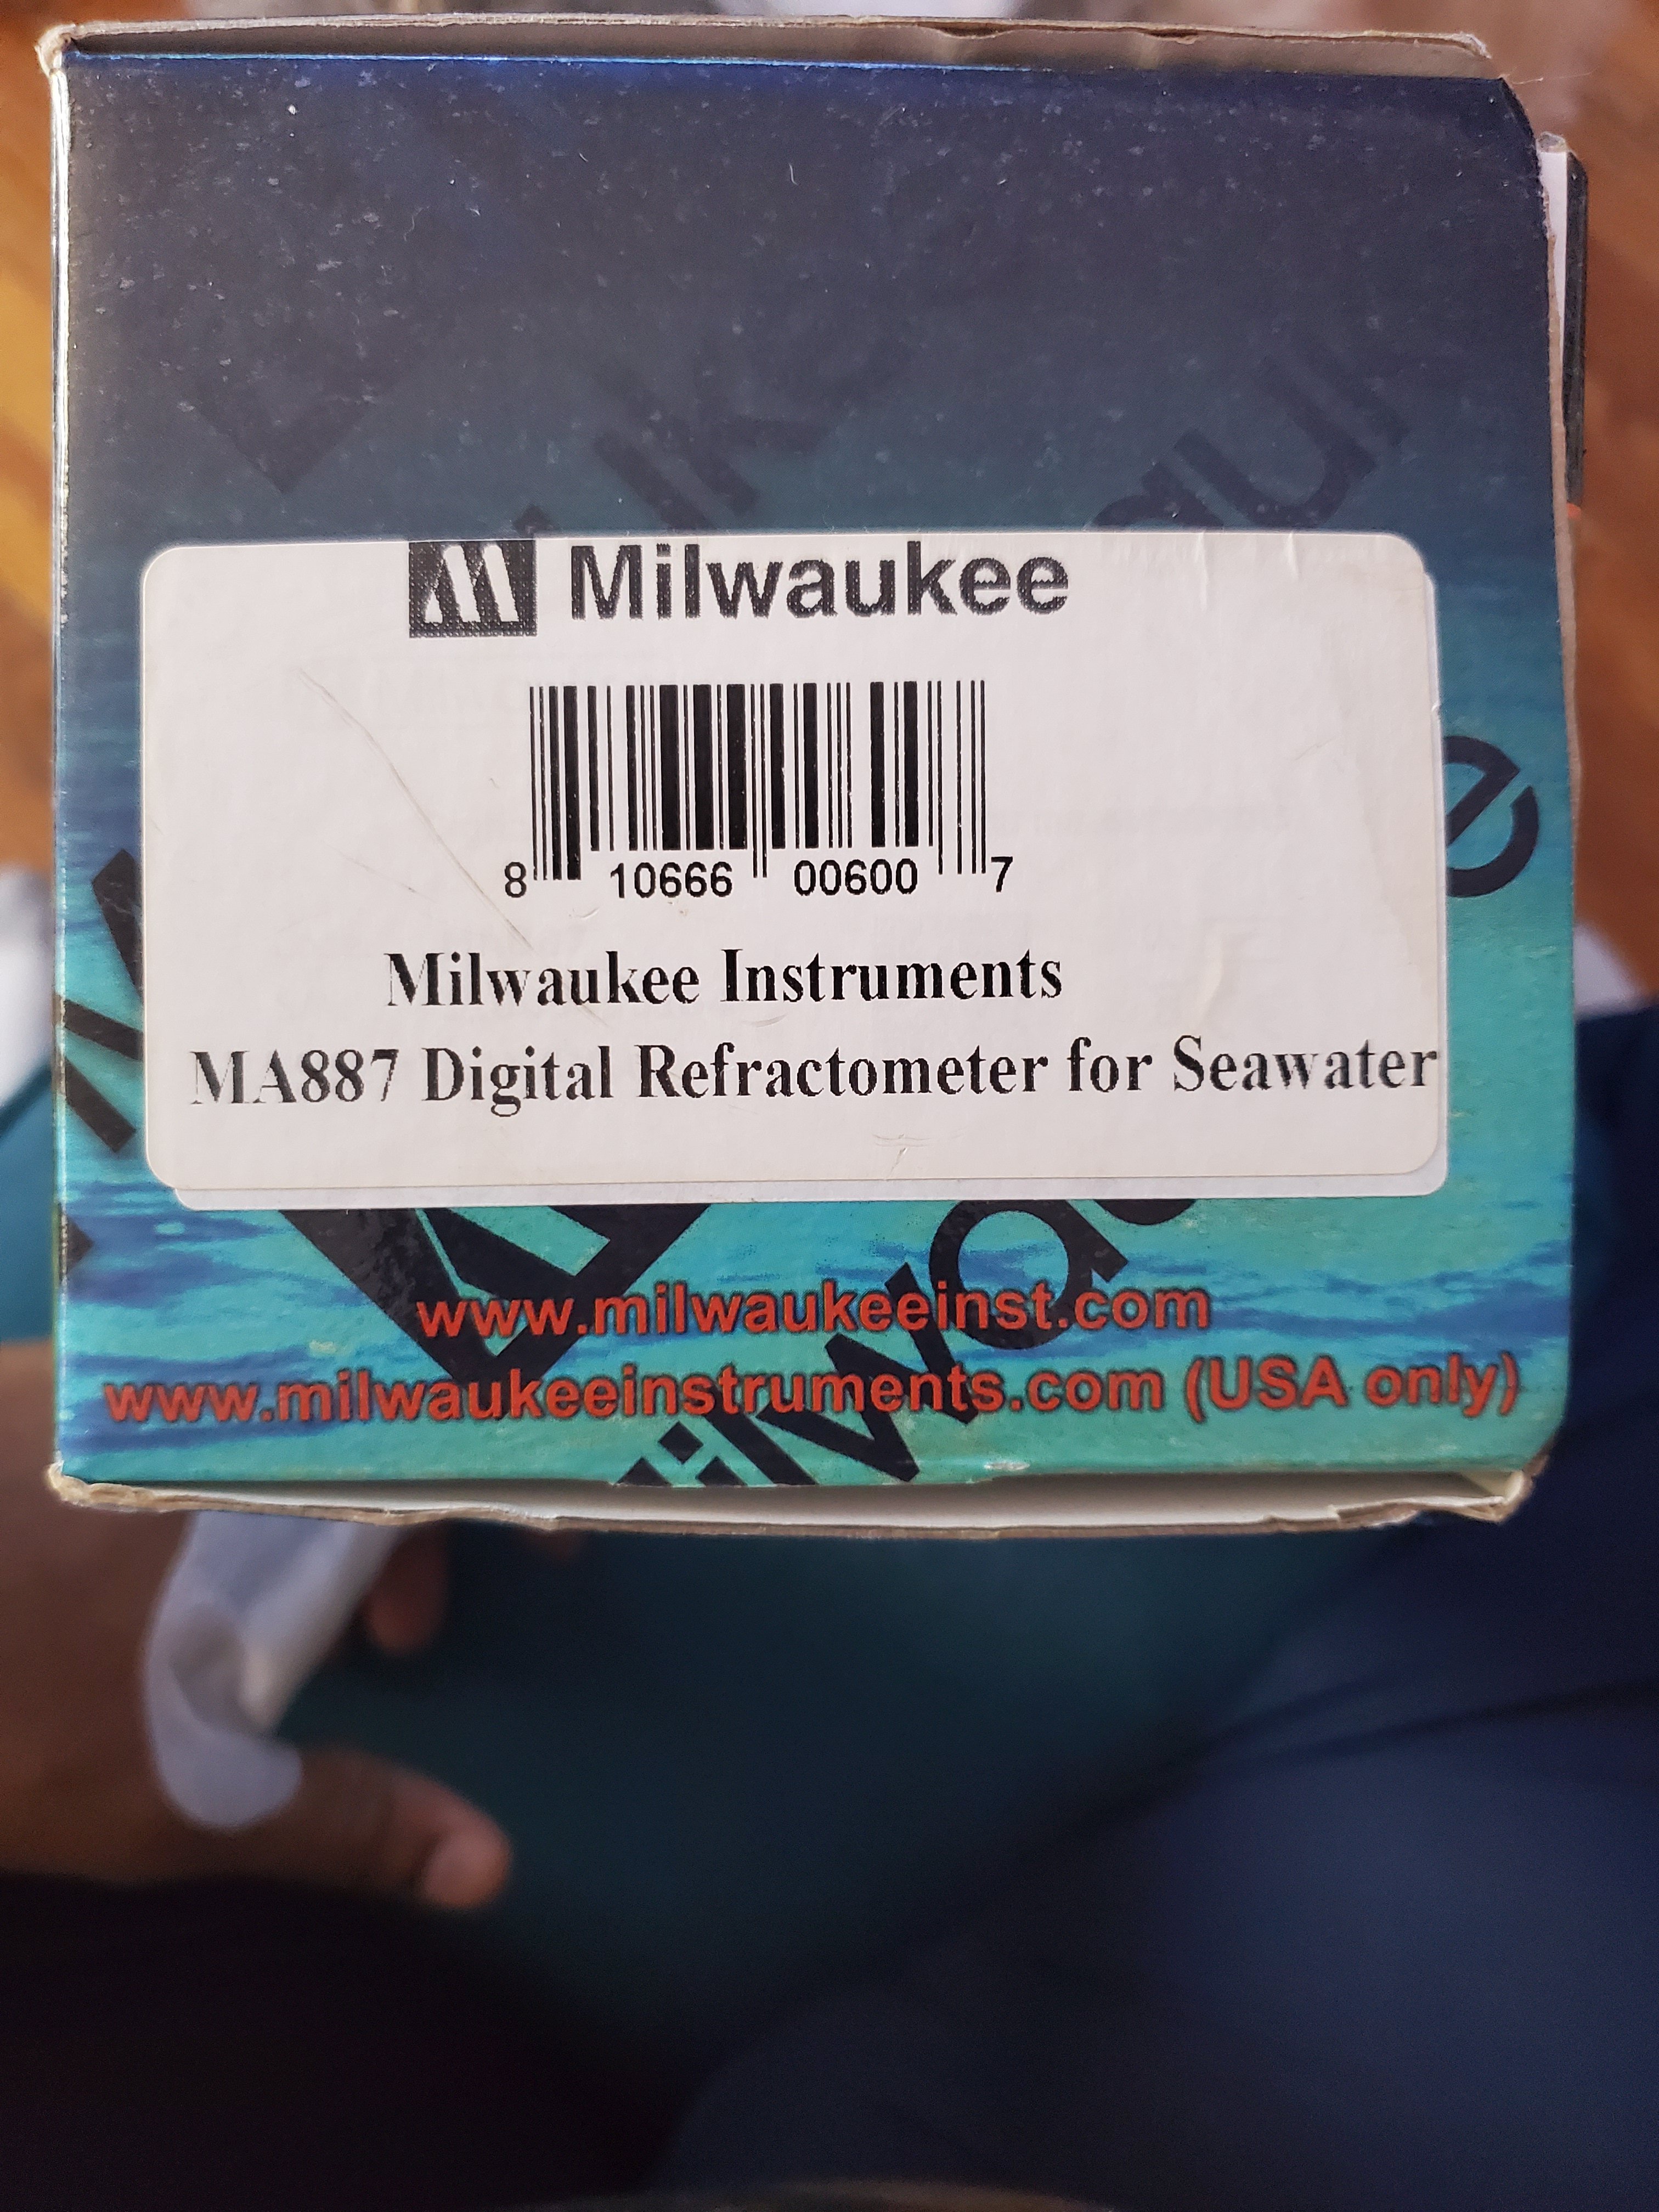 Milwaukee
8 10666 00600 7
Milwaukee Instruments
MA887 Digital Refractometer for Seawater
www.milwaukeeinst.com
www.milwaukeeinstruments.com (USA only)